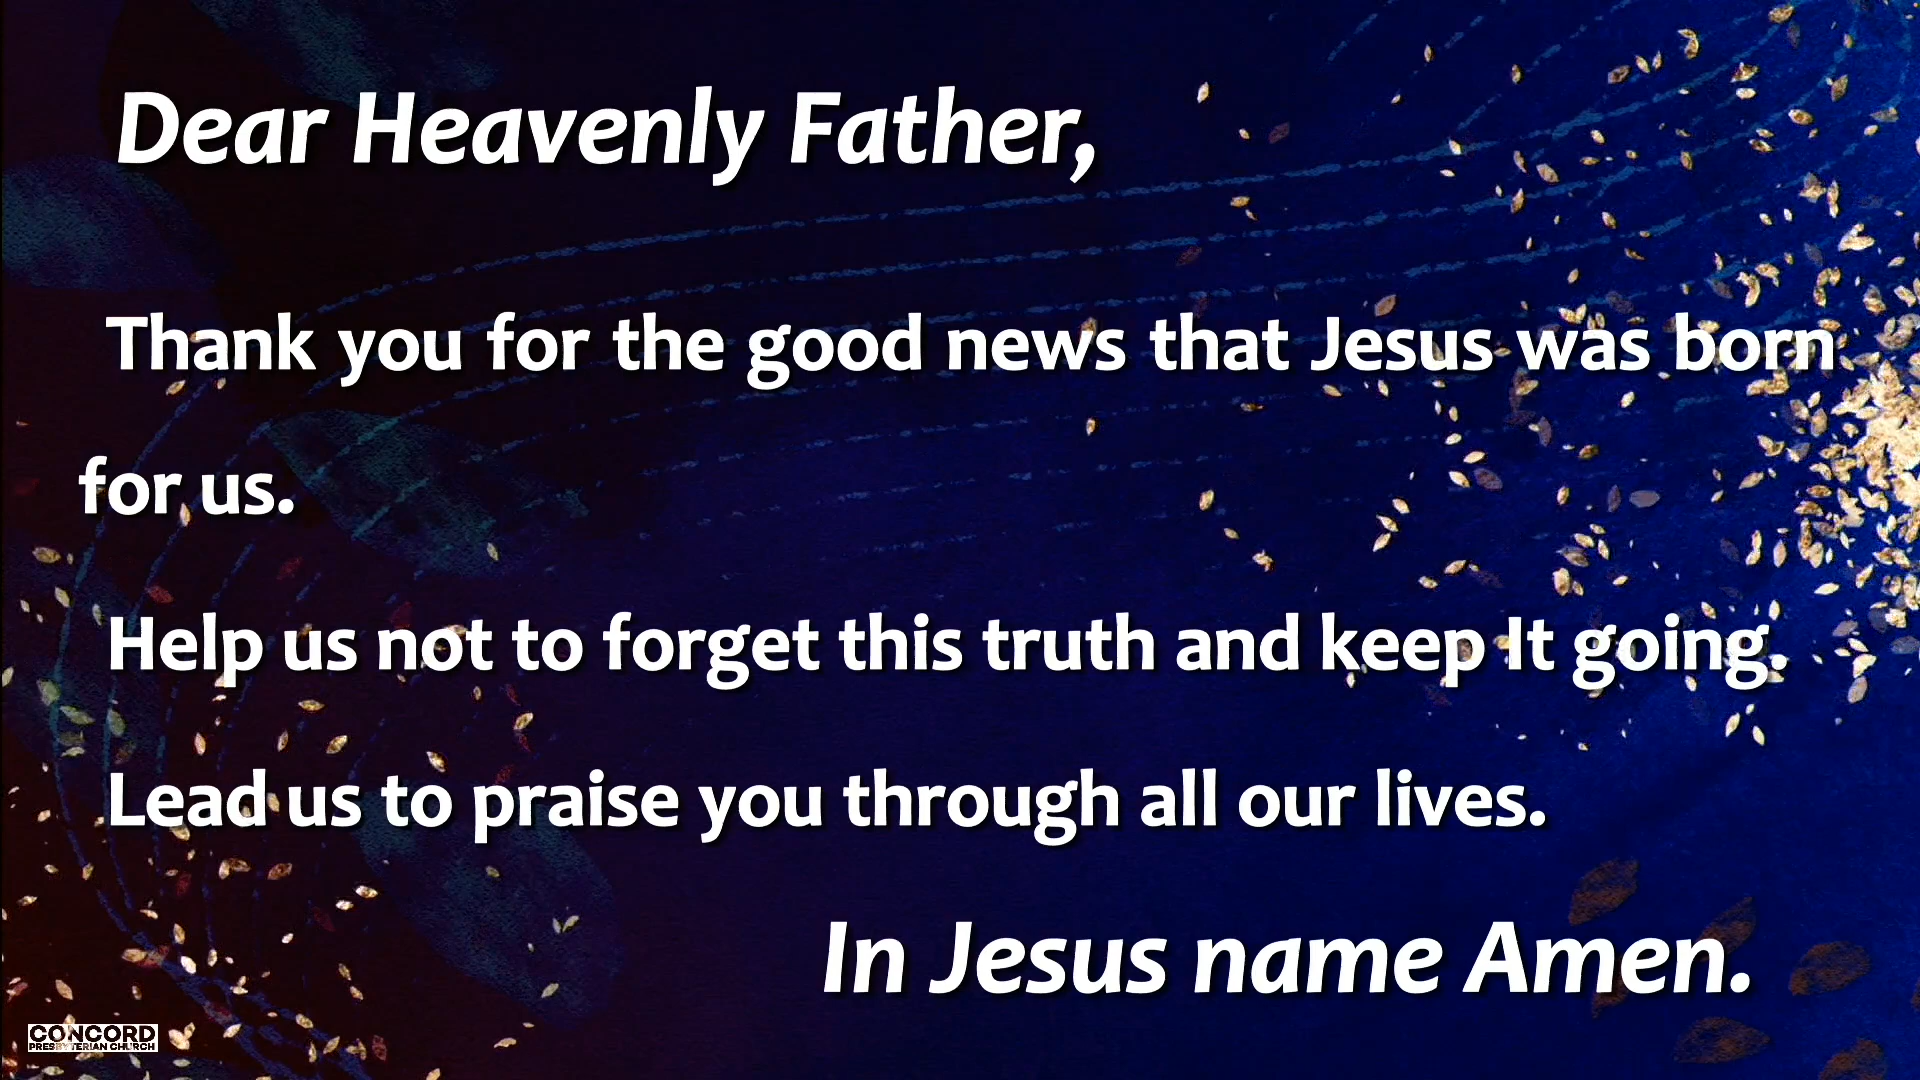 Dear Heavenly Father,
Thank you for the good news that Jesus was born
for us.
Help us not to forget this truth and keep It going.
Lead us to praise you through all our lives.
In Jesus name Amen.
CONCORD
PRESBYTERIAN CHURCH